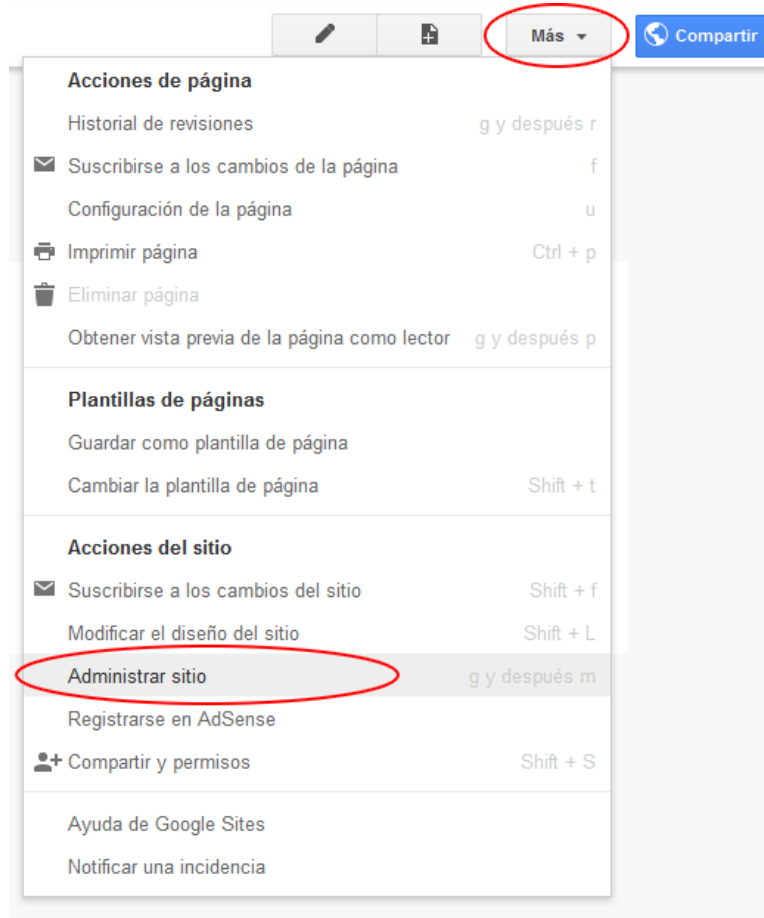 Más
Compartir
Acciones de página
Historial de revisiones g y después r
Suscribirse a los cambios de la página f
Configuración de la página u
Imprimir página Ctrl + p
Eliminar página
Obtener vista previa de la página como lector g y después p
Plantillas de páginas
Guardar como plantilla de página
Cambiar la plantilla de página Shift + t
Acciones del sitio
Suscribirse a los cambios del sitio Shift + f
Modificar el diseño del sitio Shift + L
Administrar sitio g y después m
Registrarse en AdSense
Compartir y permisos Shift + S
Ayuda de Google Sites
Notificar una incidencia